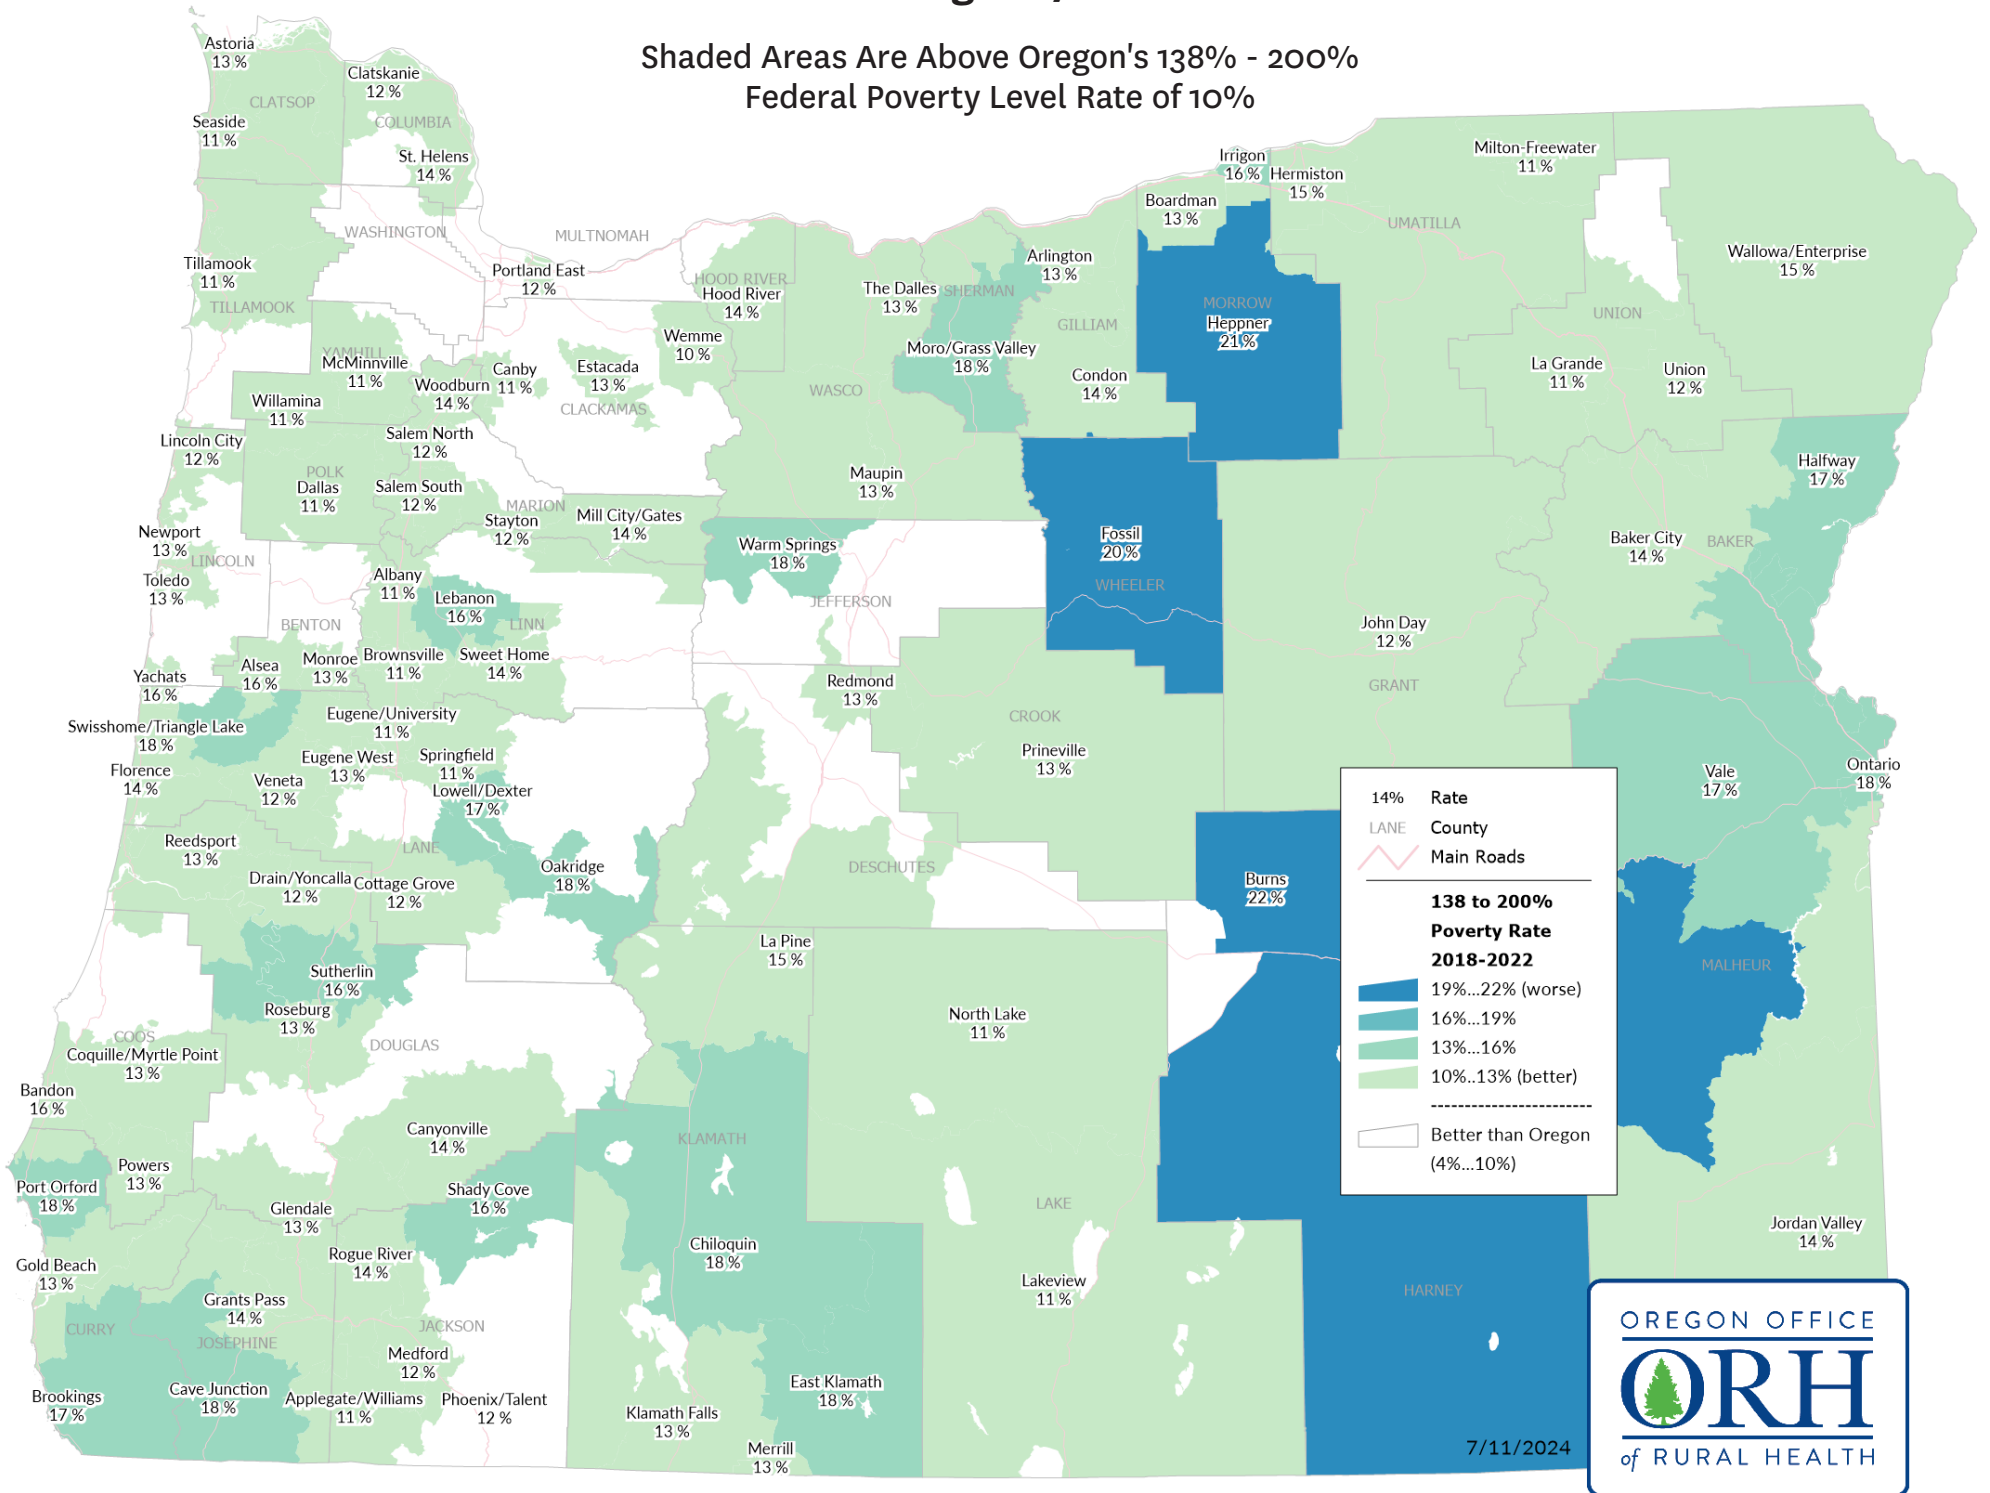 Shaded Areas Are Above Oregon's 138% - 200%
Federal Poverty Level Rate of 10%
Astoria
13 %
Clatskanie
12 %
CLATSOP
COLUMBIA
Seaside
11 %
St. Helens
14 %
WASHINGTON
MULTNOMAH
Tillamook
11 %
TILLAMOOK
Portland East
12 %
HOOD RIVER
Hood River
14 %
The Dalles
13 %
SHERMAN
Arlington
13 %
Boardman
13 %
Irrigon
16 %
Hermiston
15 %
Milton-Freewater
11 %
UMATILLA
Wallowa/Enterprise
15 %
MORROW
Heppner
21 %
GILLIAM
UNION
YAMHILL
McMinnville
11 %
Wemme
10 %
Moro/Grass Valley
18 %
Condon
14 %
La Grande
11 %
Union
12 %
Woodburn
14 %
Canby
11 %
Estacada
13 %
CLACKAMAS
WASCO
Willamina
11 %
Lincoln City
12 %
Salem North
12 %
POLK
Dallas
11 %
Salem South
12 %
MARION
Stayton
12 %
Mill City/Gates
14 %
Maupin
13 %
Halfway
17 %
Newport
13 %
LINCOLN
Toledo
13 %
Warm Springs
18 %
JEFFERSON
Fossil
20 %
WHEELER
Baker City
14 %
BAKER
Albany
11 %
Lebanon
16 %
LINN
BENTON
John Day
12 %
GRANT
Yachats
16 %
Alsea
16 %
Monroe
13 %
Brownsville
11 %
Sweet Home
14 %
Redmond
13 %
CROOK
Prineville
13 %
Swisshome/Triangle Lake
18 %
Eugene/University
11 %
Florence
14 %
Veneta
12 %
Eugene West
13 %
Springfield
11 %
Lowell/Dexter
17 %
Vale
17 %
Ontario
18 %
Reedsport
13 %
LANE
Drain/Yoncalla
12 %
Cottage Grove
12 %
Oakridge
18 %
DESCHUTES
Burns
22 %
La Pine
15 %
MALHEUR
Sutherlin
16 %
Roseburg
13 %
North Lake
11 %
COOS
DOUGLAS
Coquille/Myrtle Point
13 %
Bandon
16 %
Canyonville
14 %
KLAMATH
Powers
13 %
Port Orford
18 %
Shady Cove
16 %
LAKE
Glendale
13 %
Jordan Valley
14 %
Gold Beach
13 %
Rogue River
14 %
Chiloquin
18 %
Lakeview
11 %
HARNEY
Grants Pass
14 %
CURRY
JOSEPHINE
JACKSON
Medford
12 %
Brookings
17 %
Cave Junction
18 %
Applegate/Williams
11 %
Phoenix/Talent
12 %
Klamath Falls
13 %
East Klamath
18 %
Merrill
13 %
14% Rate
LANE County
Main Roads
138 to 200%
Poverty Rate
2018-2022
19%...22% (worse)
16%...19%
13%...16%
10%..13% (better)
------------------------
Better than Oregon
(4%...10%)
7/11/2024
OREGON OFFICE
ORH
of RURAL HEALTH